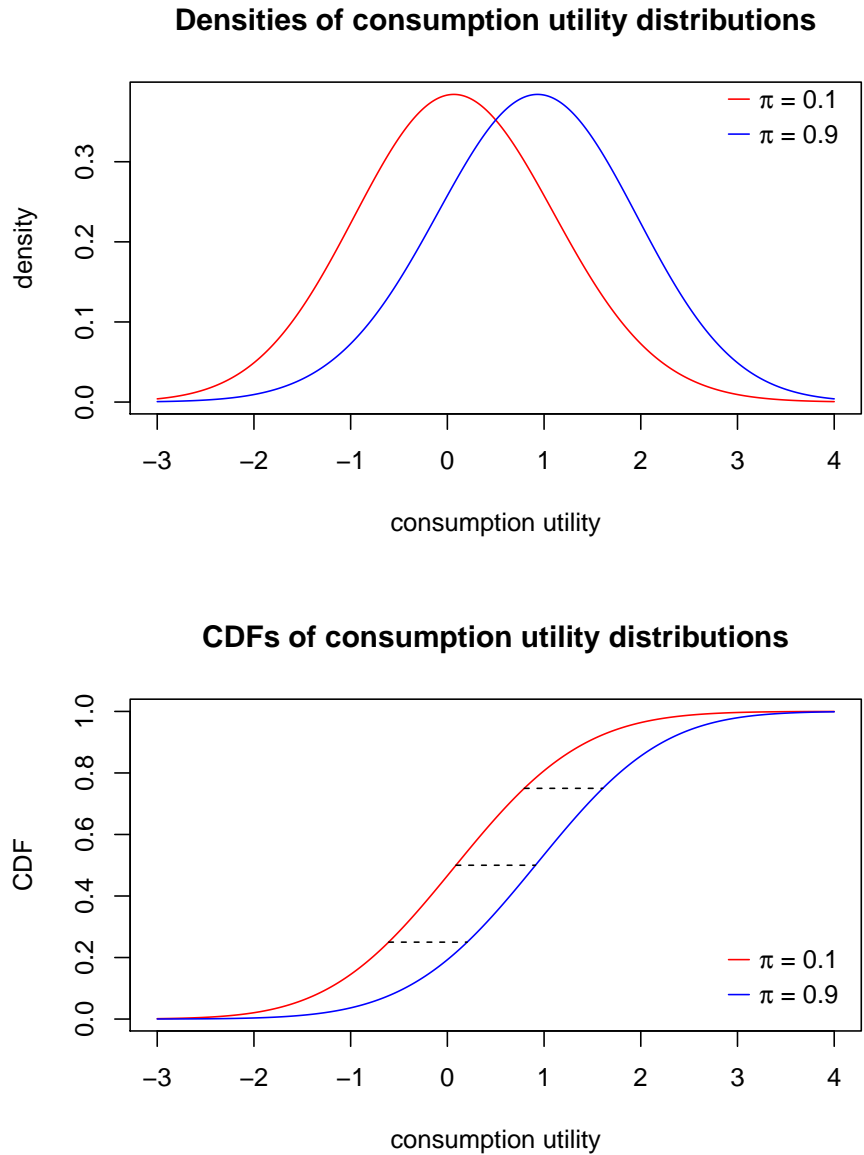 Densities of consumption utility distributions
π = 0.1
π = 0.9
density
0.0
0.1
0.2
0.3
−3
−2
−1
0
1
2
3
4
consumption utility
CDFs of consumption utility distributions
CDF
0.0
0.2
0.4
0.6
0.8
1.0
π = 0.1
π = 0.9
−3
−2
−1
0
1
2
3
4
consumption utility